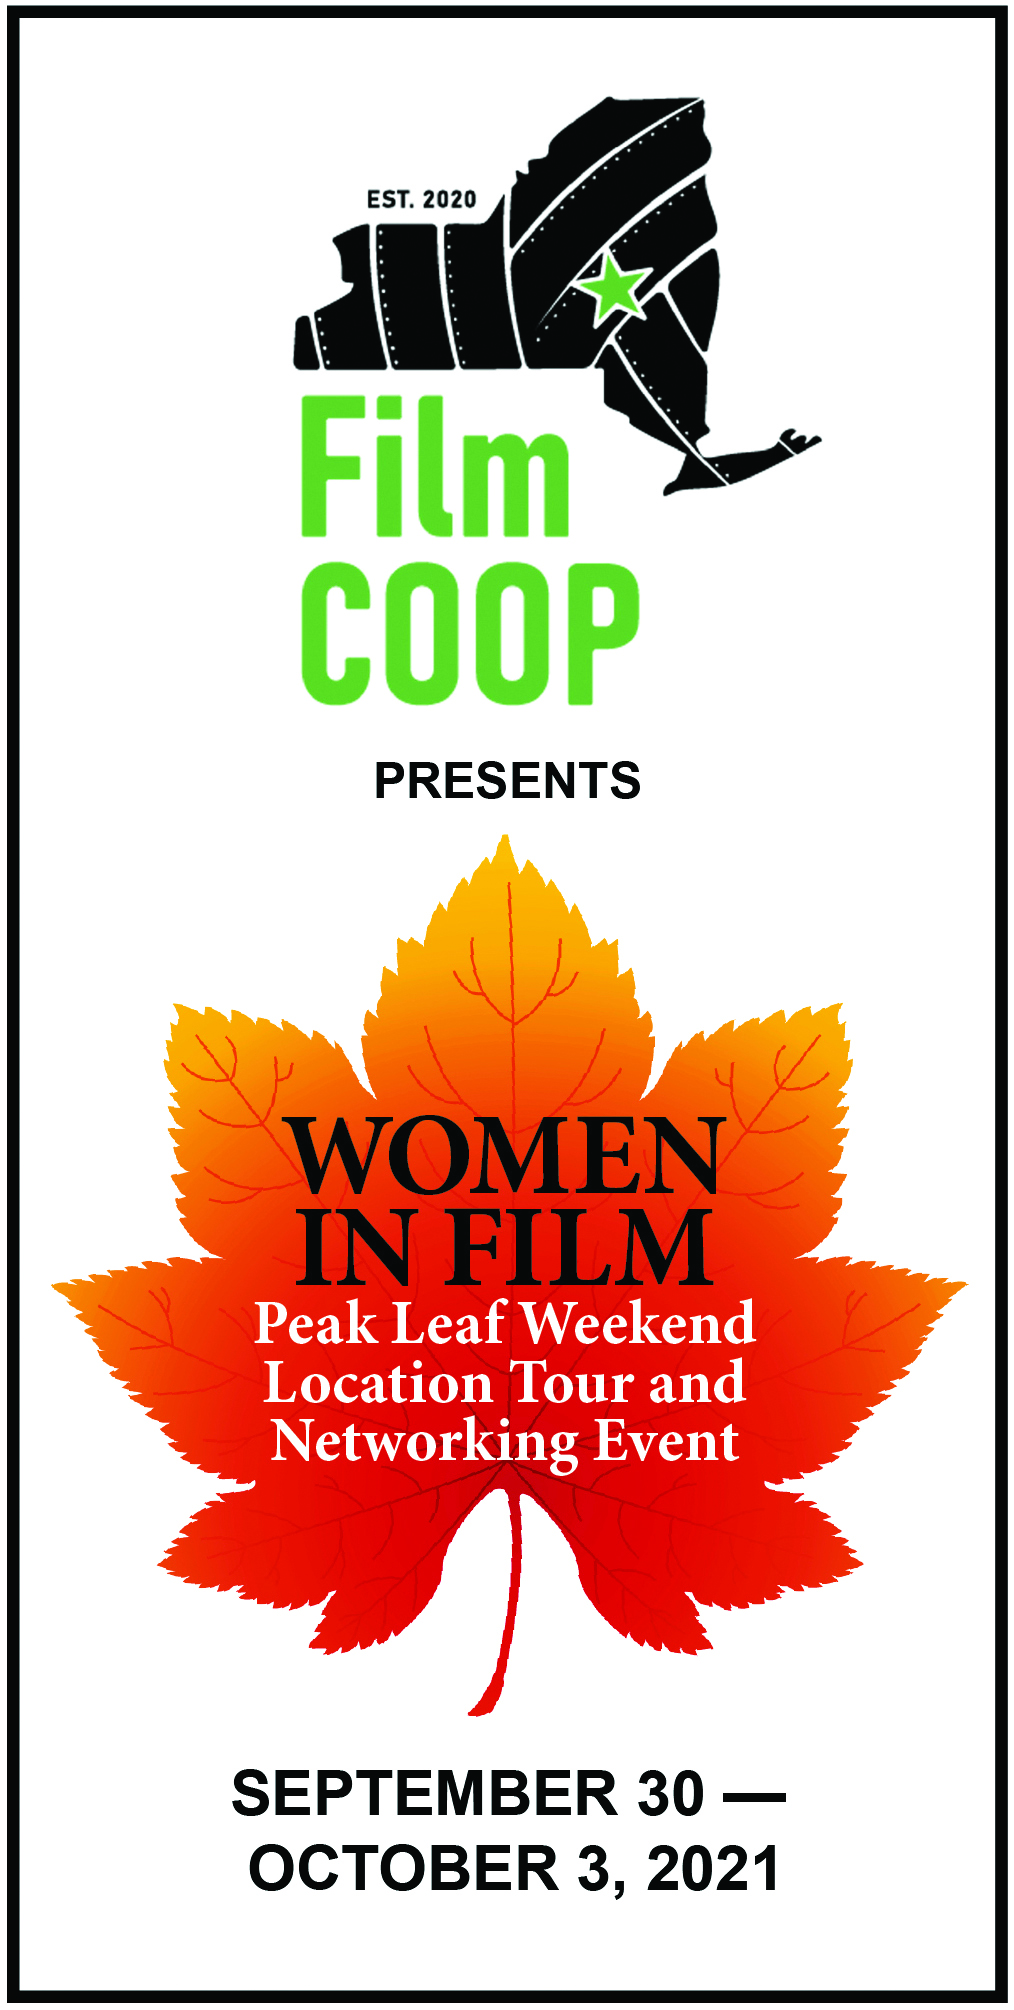 EST. 2020
Film
COOP
PRESENTS
WOMEN
IN FILM
Peak Leaf Weekend
Location Tour and
Networking Event
SEPTEMBER 30 —
OCTOBER 3, 2021